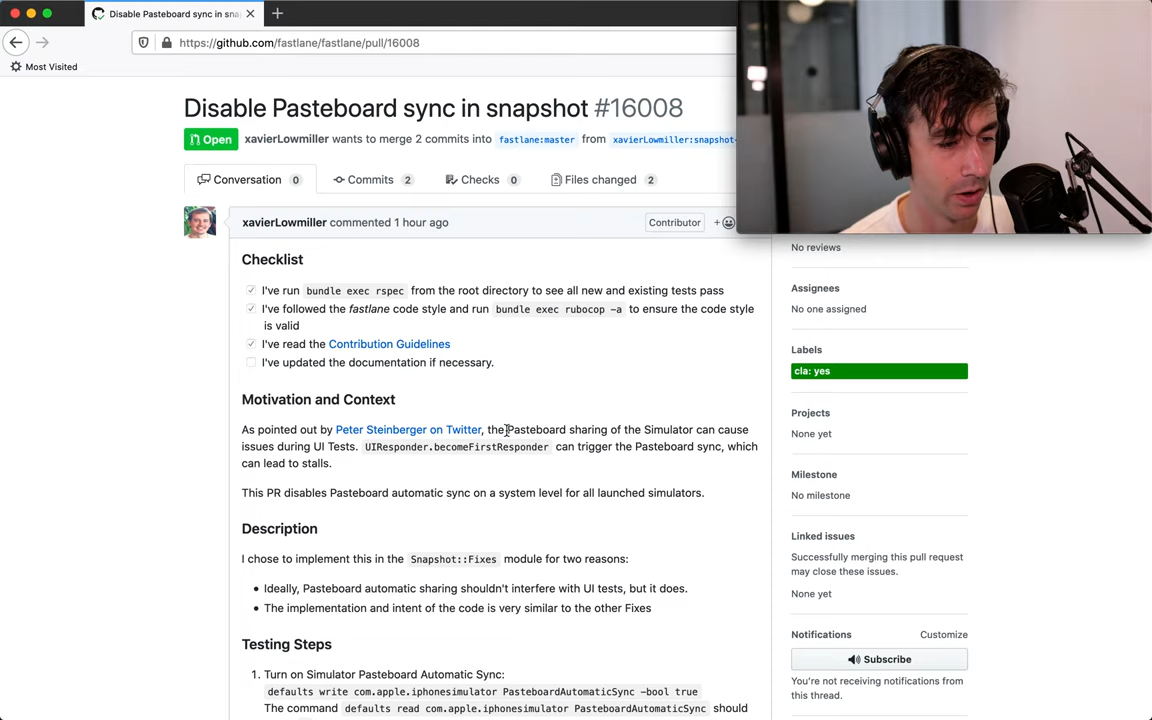 Disable Pasteboard sync in sna
https://github.com/fastlane/fastlane/pull/16008
Most Visited
Disable Pasteboard sync in snapshot #16008
Open
xavierLowmiller wants to merge 2 commits into fastlane:master from xavierLowmiller:snapshot-
Conversation 0
Commits 2
Checks 0
Files changed 2
xavierLowmiller commented 1 hour ago
Contributor
Checklist
I've run bundle exec rspec from the root directory to see all new and existing tests pass
I've followed the fastlane code style and run bundle exec rubocop -a to ensure the code style
is valid
I've read the Contribution Guidelines
I've updated the documentation if necessary.
Motivation and Context
As pointed out by Peter Steinberger on Twitter, the Pasteboard sharing of the Simulator can cause
issues during UI Tests. UIResponder.becomeFirstResponder can trigger the Pasteboard sync, which
can lead to stalls.
This PR disables Pasteboard automatic sync on a system level for all launched simulators.
Description
I chose to implement this in the Snapshot::Fixes module for two reasons:
Ideally, Pasteboard automatic sharing shouldn't interfere with UI tests, but it does.
The implementation and intent of the code is very similar to the other Fixes
Testing Steps
1. Turn on Simulator Pasteboard Automatic Sync:
defaults write com.apple.iphonesimulator PasteboardAutomaticSync -bool true
The command defaults read com.apple.iphonesimulator PasteboardAutomaticSync should
No reviews
Assignees
No one assigned
Labels
cla: yes
Projects
None yet
Milestone
No milestone
Linked issues
Successfully merging this pull request
may close these issues.
None yet
Notifications
Customize
Subscribe
You're not receiving notifications from
this thread.